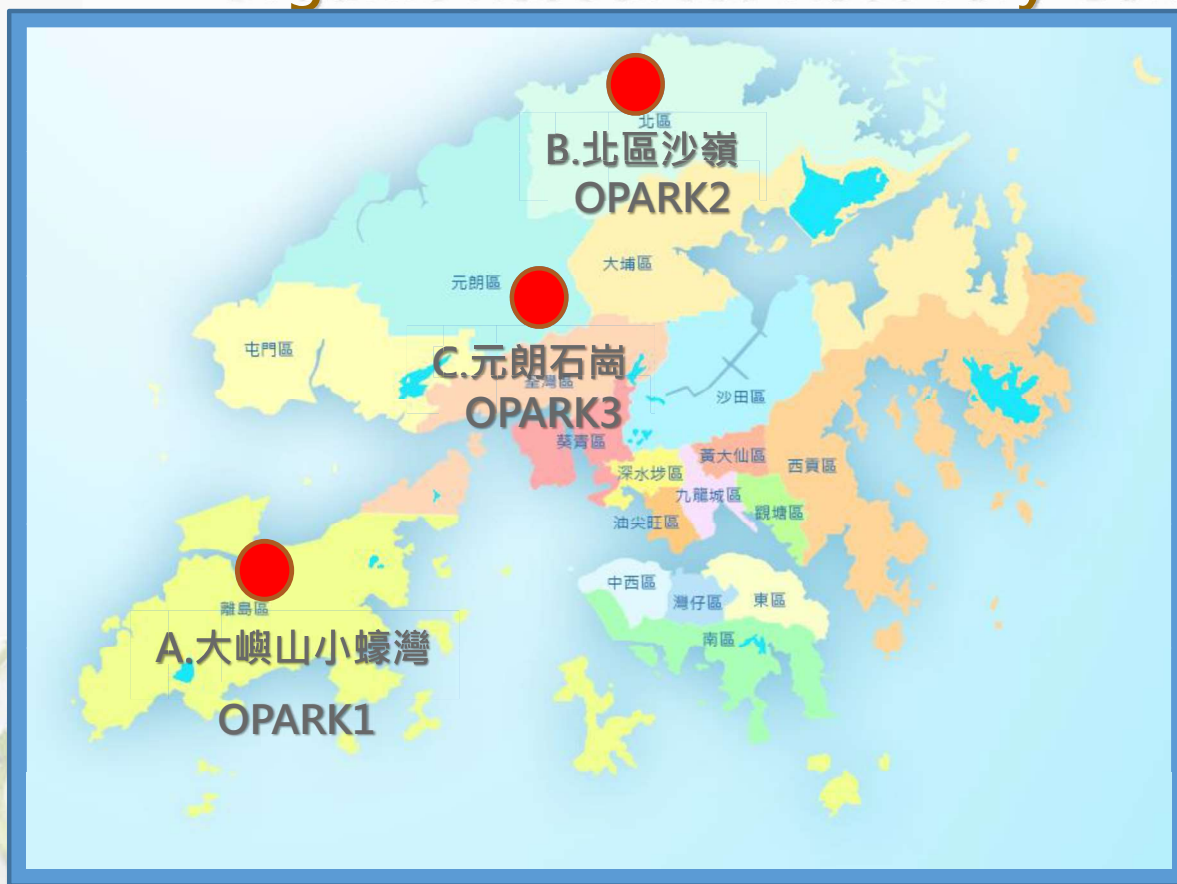 北區
B.北區沙嶺
OPARK2
大埔區
元朗區
屯門區
C.元朗石崗
荃灣區
OPARK3
沙田區
葵青區
黃大仙區
西貢區
深水埗區
九龍城區
觀塘區
油尖旺區
中西區
灣仔區
東區
離島區
南區
A.大嶼山小蠔灣
OPARK1